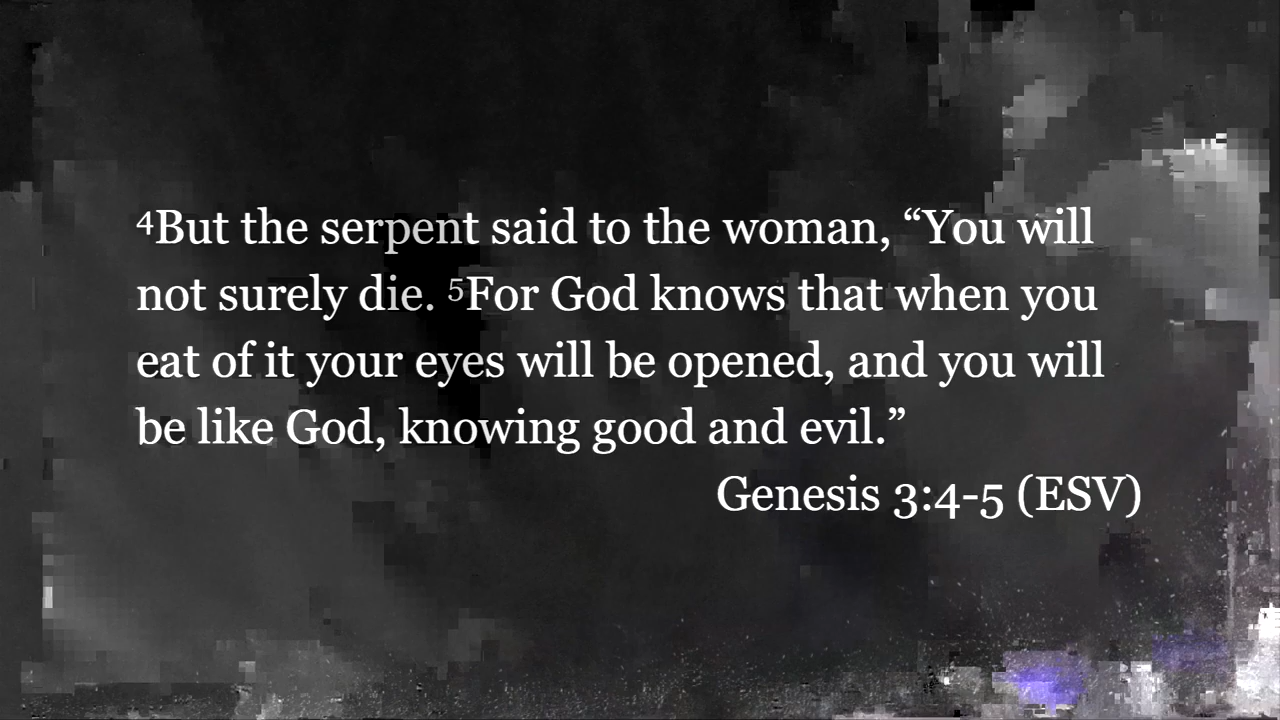 ⁴But the serpent said to the woman, “You will
not surely die. ⁵For God knows that when you
eat of it your eyes will be opened, and you will
be like God, knowing good and evil.”
Genesis 3:4-5 (ESV)